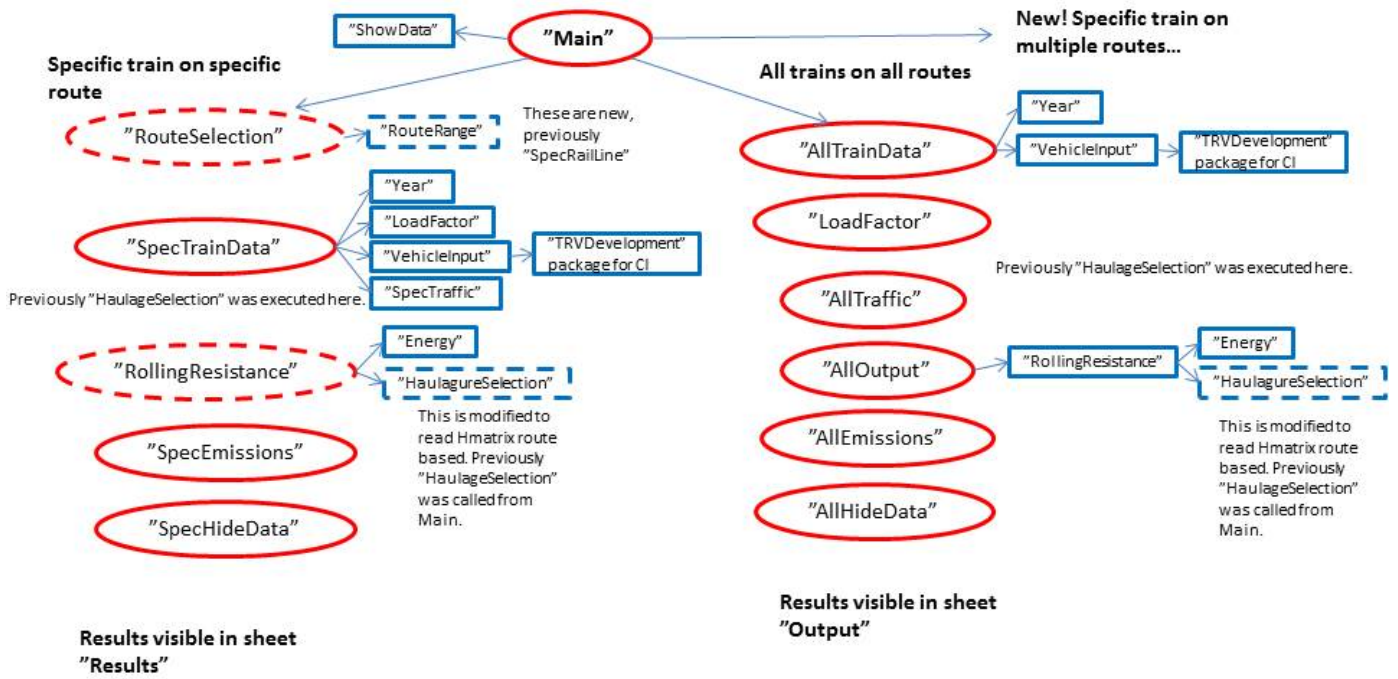 ”ShowData”
”Main”
New! Specific train on
multiple routes...
Specific train on specific
route
”RouteSelection”
”RouteRange”
These are new,
previously
”SpecRailLine”
”SpecTrainData”
”Year”
”LoadFactor”
”VehicleInput”
”TRVDevelopment”
package for CI
”SpecTraffic”
Previously ”HaulageSelection” was executed here.
”RollingResistance”
”Energy”
”HaulagureSelection”
This is modified to
read Hmatrix route
based. Previously
”HaulageSelection”
was called from
Main.
”SpecEmissions”
”SpecHideData”
Results visible in sheet
”Results”
All trains on all routes
”AllTrainData”
”Year”
”VehicleInput”
”TRVDevelopment”
package for CI
”LoadFactor”
Previously ”HaulageSelection” was executed here.
”AllTraffic”
”AllOutput”
”RollingResistance”
”Energy”
”HaulagureSelection”
This is modified to
read Hmatrix route
based. Previously
”HaulageSelection”
was called from
Main.
”AllEmissions”
”AllHideData”
Results visible in sheet
”Output”